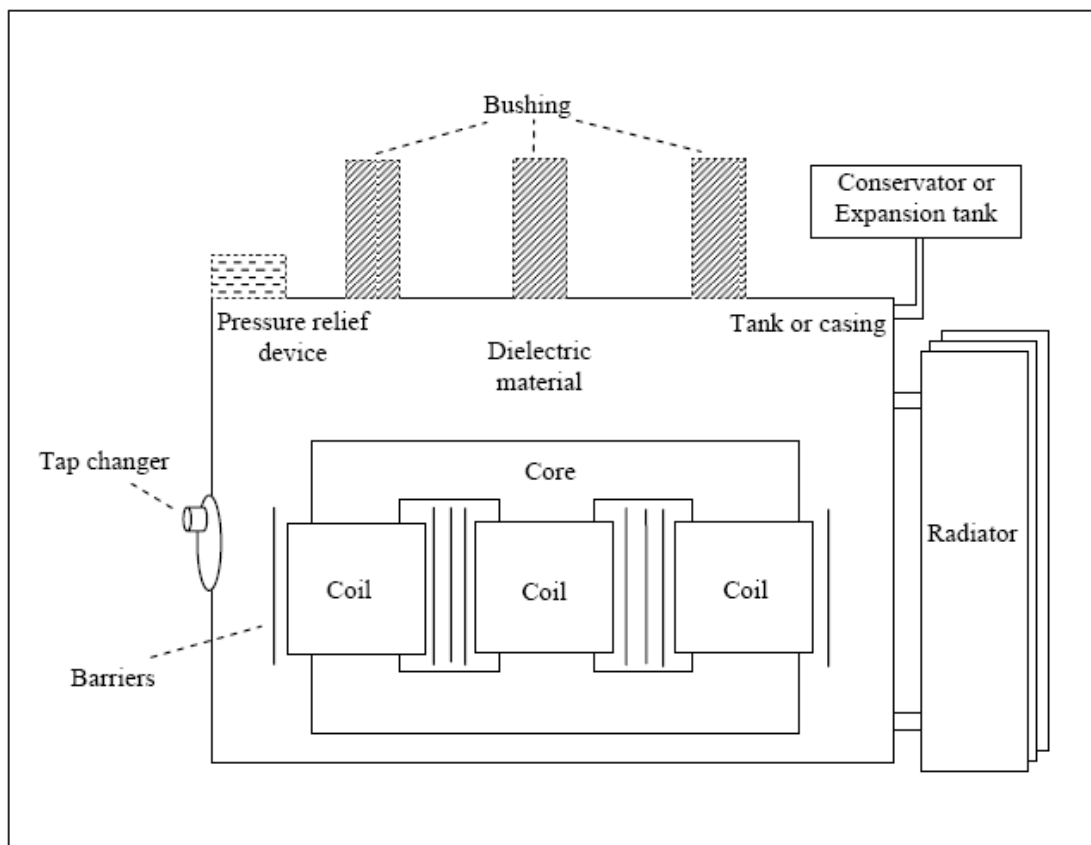 Bushing
Conservator or
Expansion tank
Pressure relief
device
Tank or casing
Dielectric
material
Tap changer
Core
Radiator
Coil
Coil
Coil
Barriers